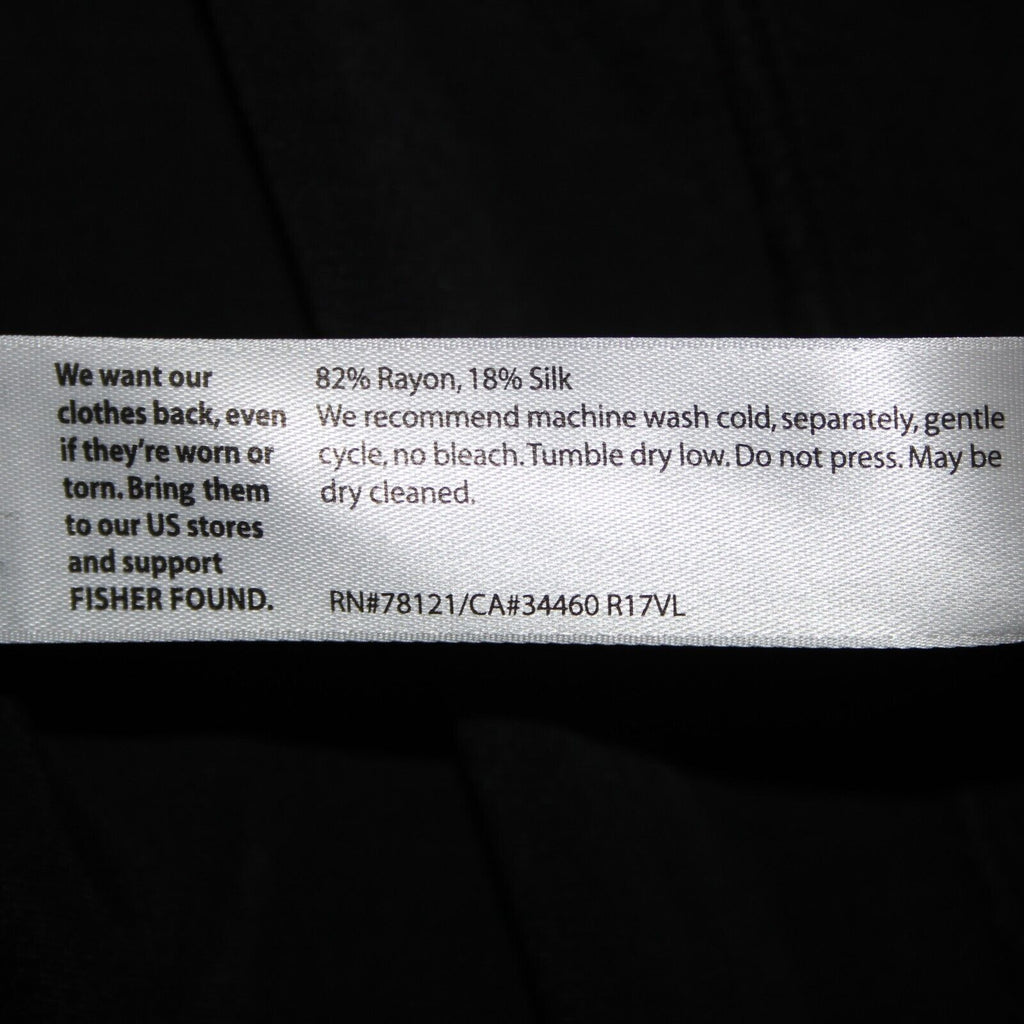 We want our
clothes back, even
if they're worn or
torn. Bring them
to our US stores
and support
FISHER FOUND.
82% Rayon, 18% Silk
We recommend machine wash cold, separately, gentle
cycle, no bleach. Tumble dry low. Do not press. May be
dry cleaned.
RN#78121/CA#34460 R17VL